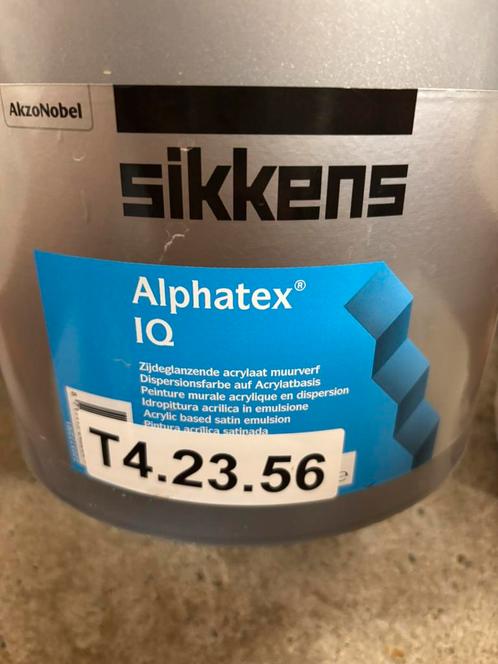 AkzoNobel
sikkens
Alphatex®
IQ
Zijdeglanzende acrylaat muurverf
Dispersionsfarbe auf Acrylatbasis
Peinture murale acrylique en dispersion
Idropittura acrilica in emulsione
Acrylic based satin emulsion
Pintura acrílica satinada
T4.23.56
e